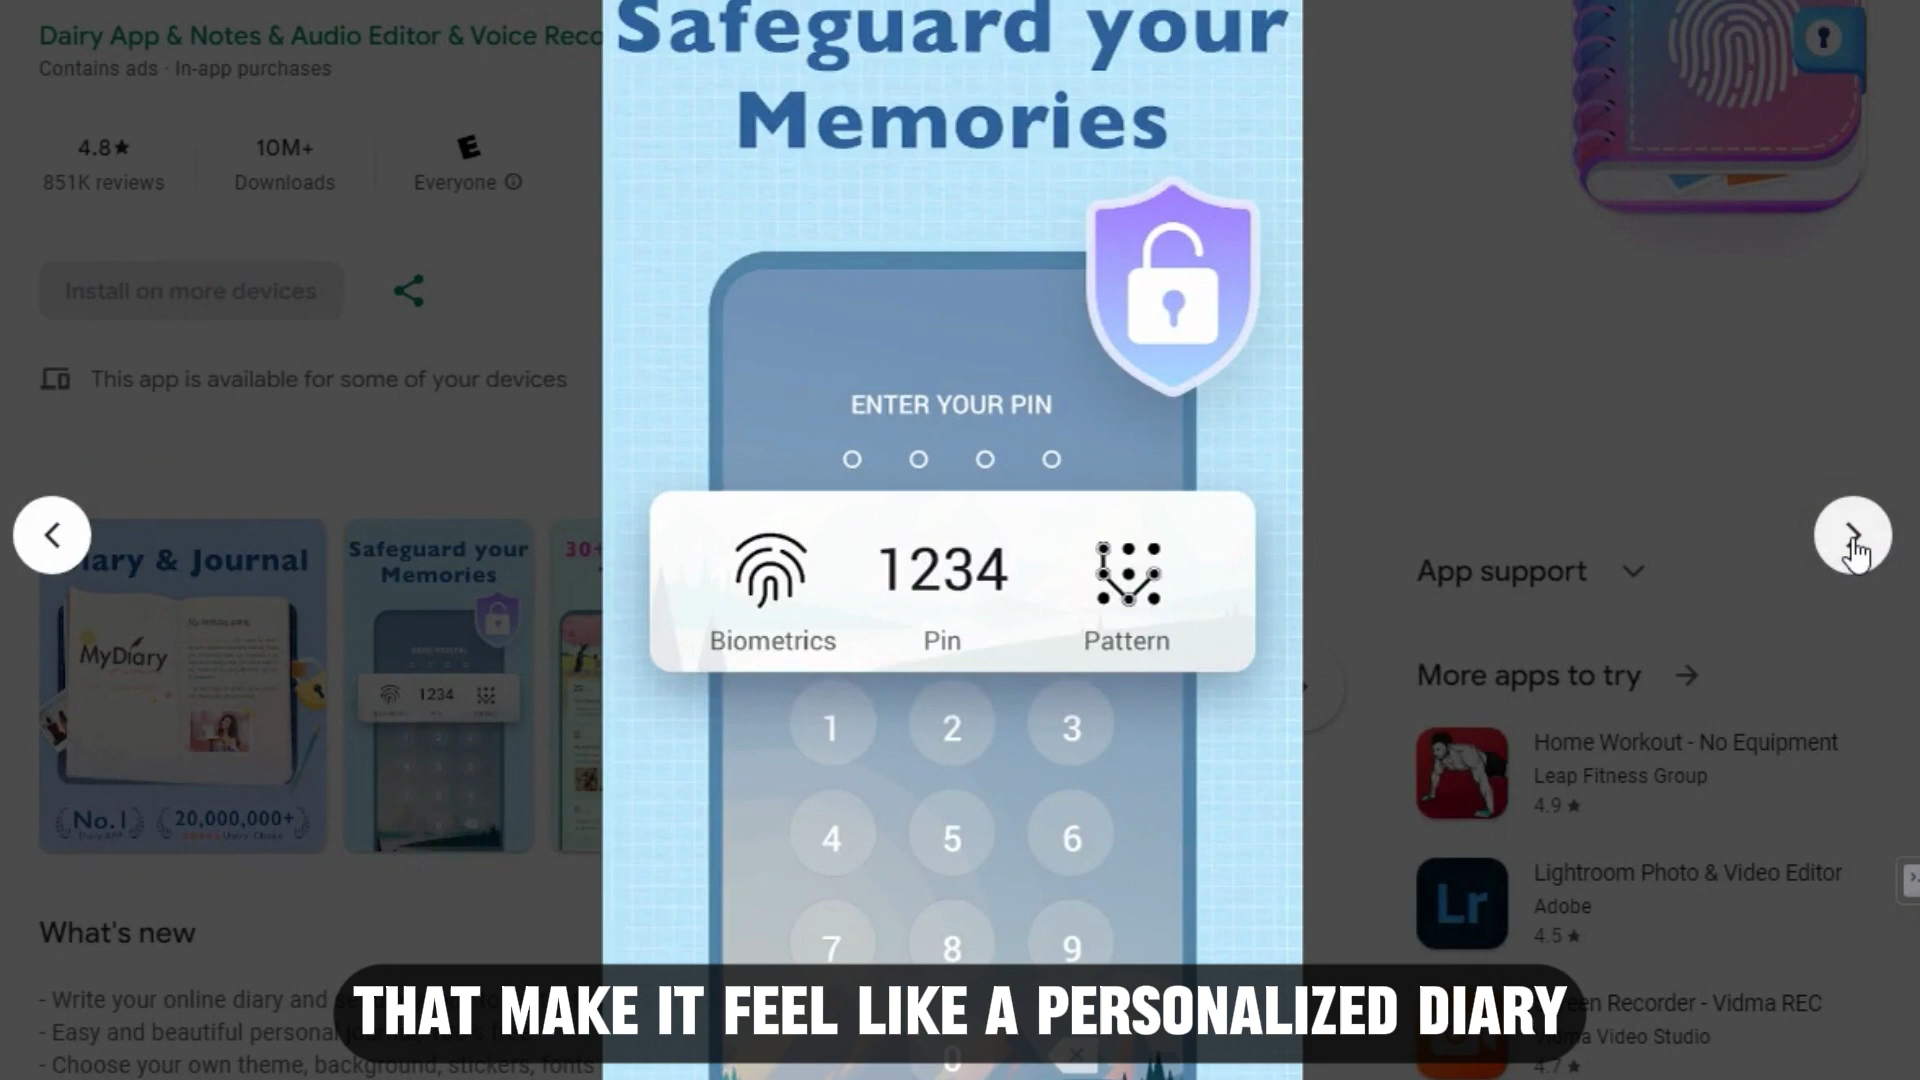 Dairy App & Notes & Audio Editor & Voice Reco
Contains ads · In-app purchases
4.8★
851K reviews
10M+
Downloads
E
Everyone
Install on more devices
This app is available for some of your devices
ary & Journal
MyDiary
No.1
20,000,000+
Safeguard your
Memories
1234
30+
What's new
- Write your online diary and
- Easy and beautiful personal
- Choose your own theme, background, stickers, fonts
Safeguard your
Memories
ENTER YOUR PIN
1234
Biometrics
Pin
Pattern
1 2 3
4 5 6
7 8 9
0
THAT MAKE IT FEEL LIKE A PERSONALIZED DIARY
App support
More apps to try
Home Workout - No Equipment
Leap Fitness Group
4.9 ★
Lr
Lightroom Photo & Video Editor
Adobe
4.5 ★
een Recorder - Vidma REC
Vidma Video Studio
4.7 ★